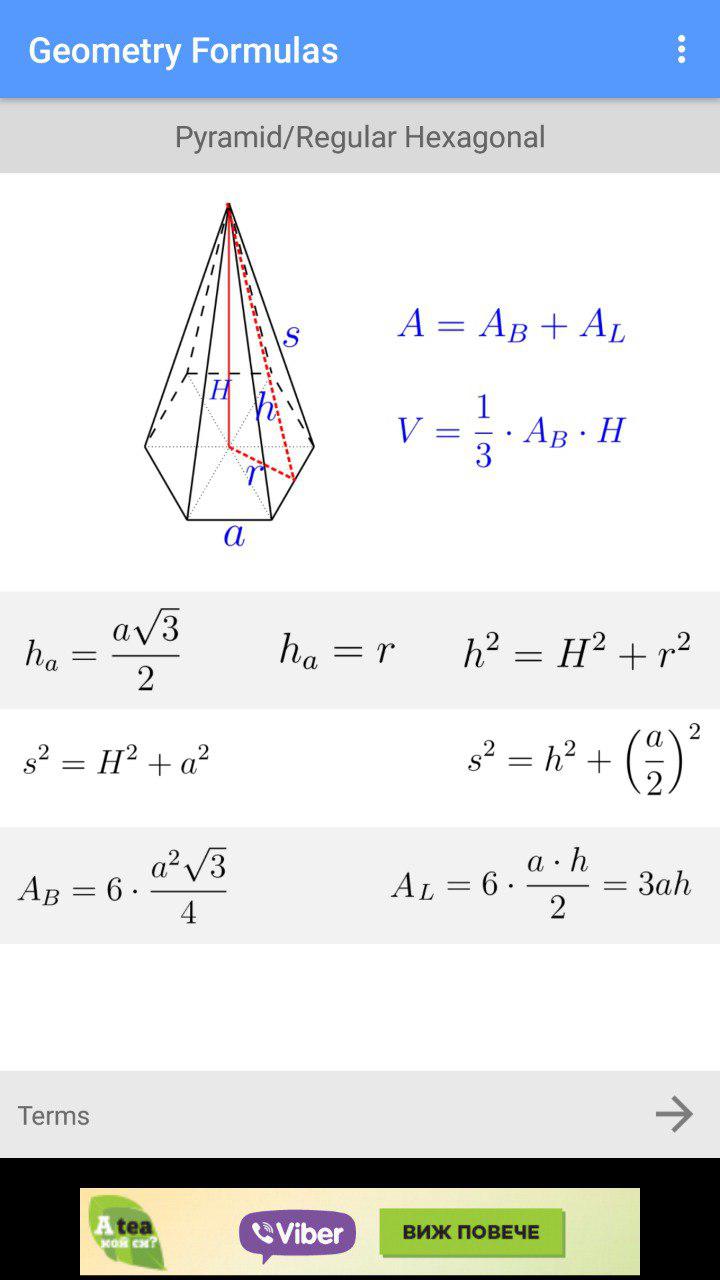 Geometry Formulas
Pyramid/Regular Hexagonal
s
H
h
r
a
A = A_B + A_L
V = \frac{1}{3} \cdot A_B \cdot H
h_a = \frac{a\sqrt{3}}{2}
h_a = r
h^2 = H^2 + r^2
s^2 = H^2 + a^2
s^2 = h^2 + \left(\frac{a}{2}\right)^2
A_B = 6 \cdot \frac{a^2\sqrt{3}}{4}
A_L = 6 \cdot \frac{a \cdot h}{2} = 3ah
Terms
A tea
кой си?
Viber
ВИЖ ПОВЕЧЕ